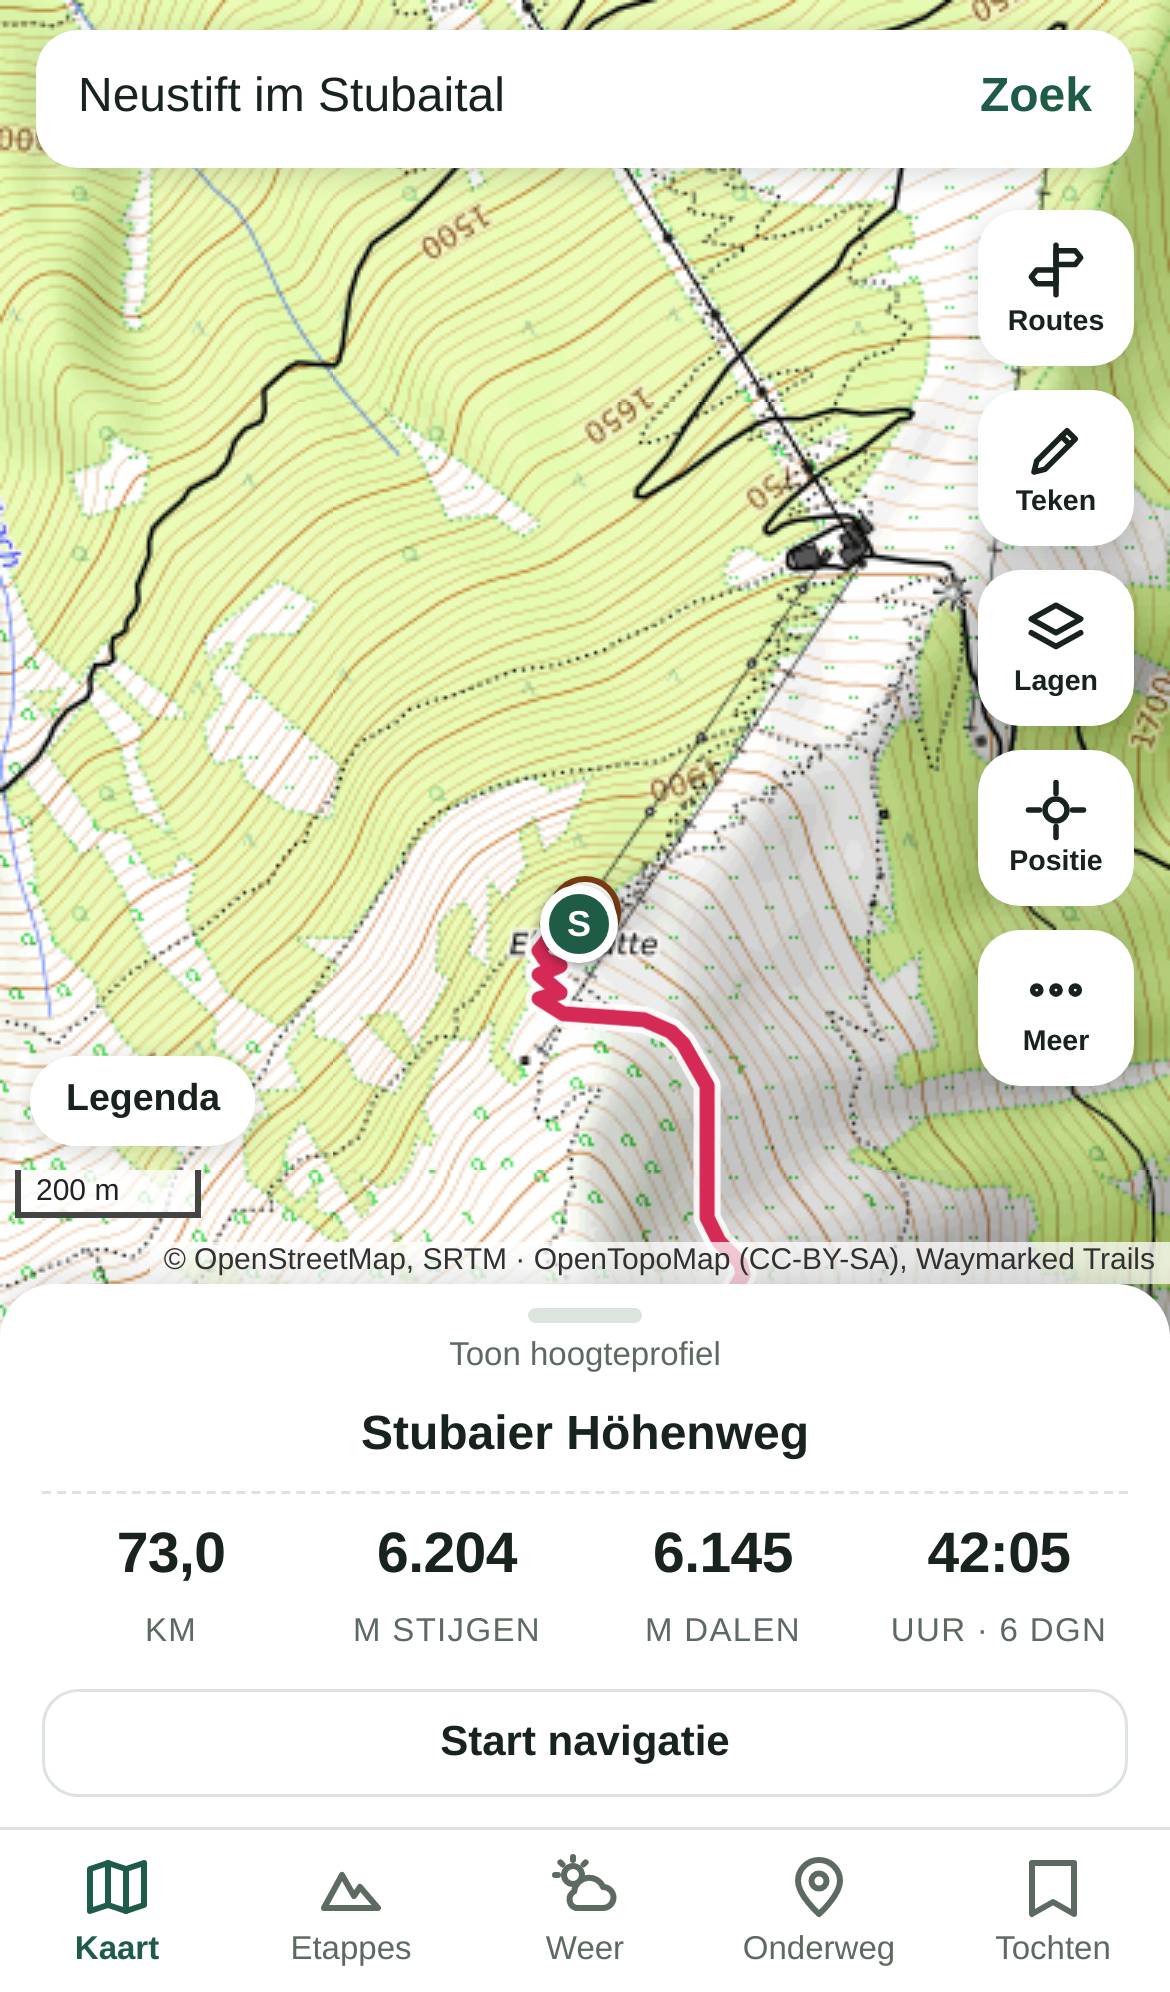 Neustift im Stubaital
Zoek
1500
Routes
1650
Teken
Lagen
1700
1900
Positie
Meer
S
Legenda
200 m
© OpenStreetMap, SRTM · OpenTopoMap (CC-BY-SA), Waymarked Trails
Toon hoogteprofiel
Stubaier Höhenweg
73,0 6.204 6.145 42:05
KM M STIJGEN M DALEN UUR · 6 DGN
Start navigatie
Kaart Etappes Weer Onderweg Tochten